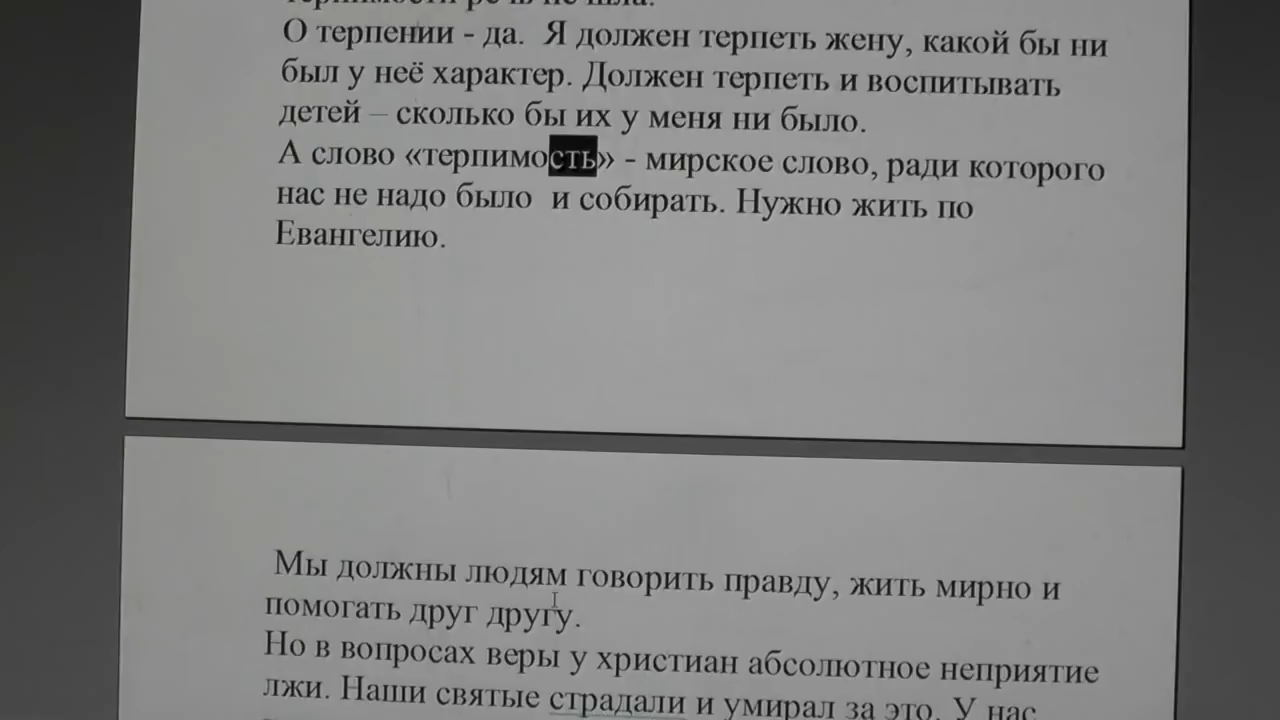 О терпении - да. Я должен терпеть жену, какой бы ни
был у неё характер. Должен терпеть и воспитывать
детей – сколько бы их у меня ни было.
А слово «терпимость» - мирское слово, ради которого
нас не надо было и собирать. Нужно жить по
Евангелию.
Мы должны людям говорить правду, жить мирно и
помогать друг другу.
Но в вопросах веры у христиан абсолютное неприятие
лжи. Наши святые страдали и умирал за это. У нас